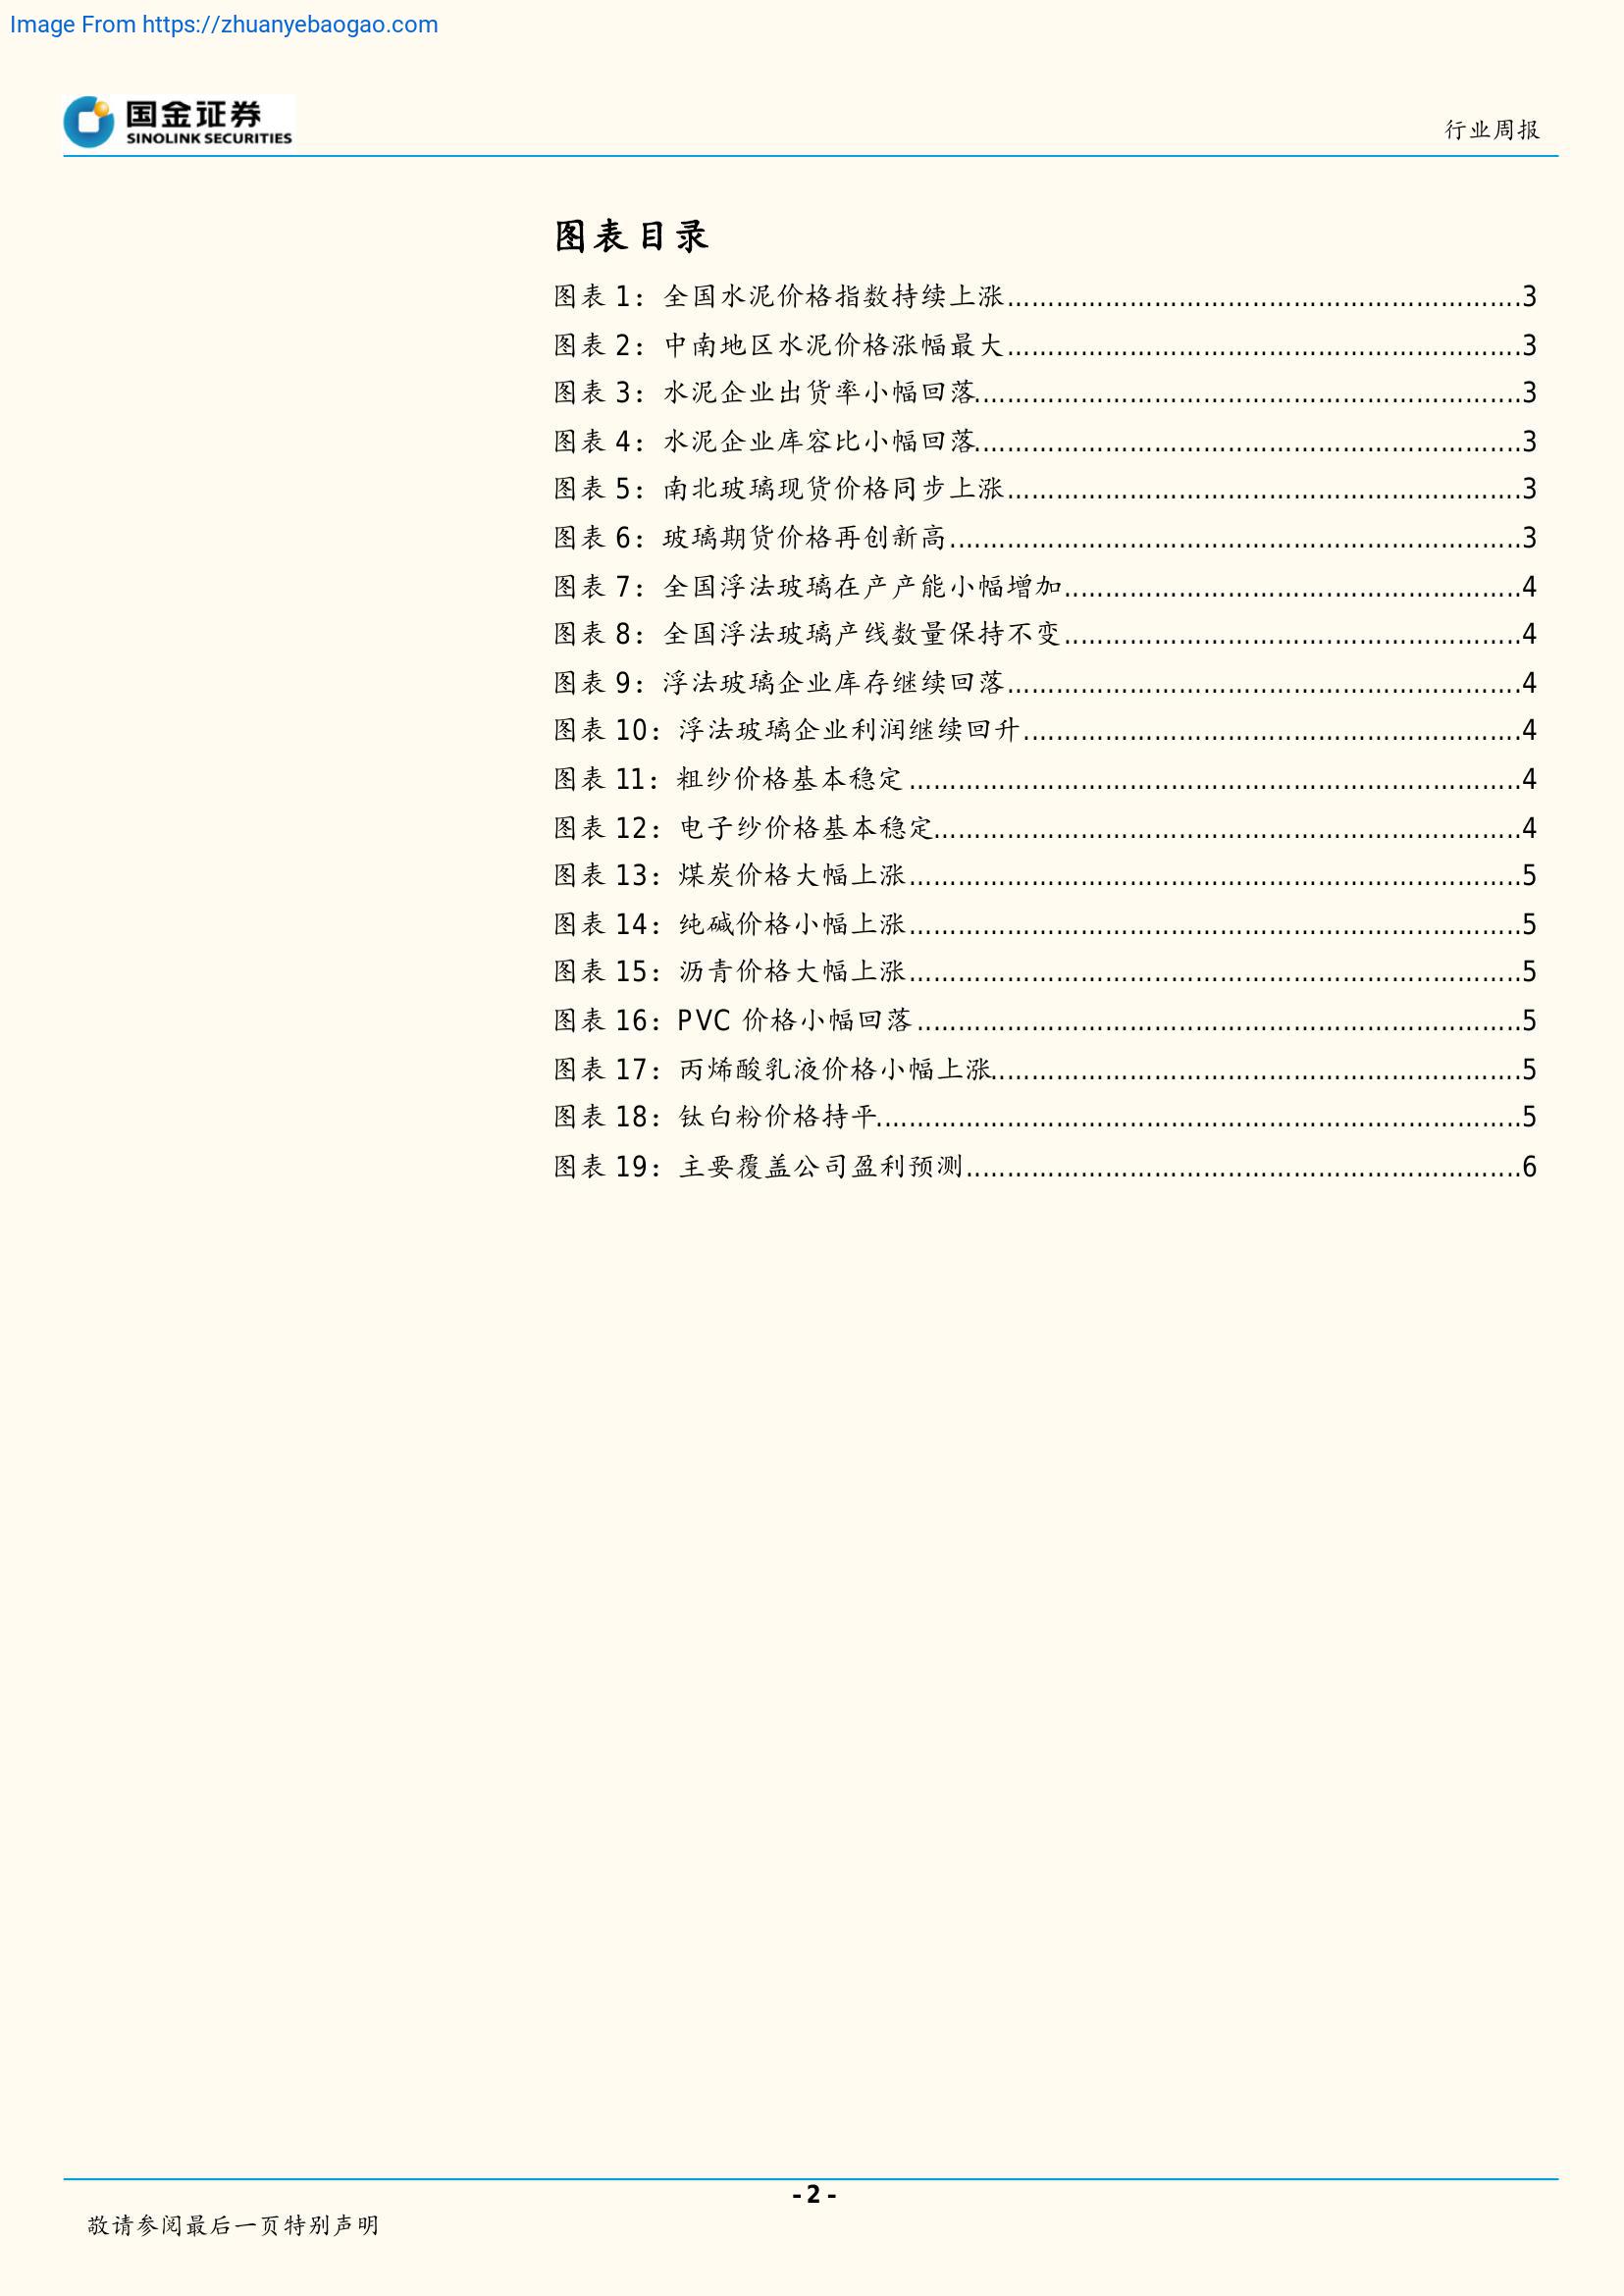 Image From https://zhuanyebaogao.com
国金证券
SINOLINK SECURITIES
行业周报
图表目录
图表 1：全国水泥价格指数持续上涨...............................................................3
图表 2：中南地区水泥价格涨幅最大...............................................................3
图表 3：水泥企业出货率小幅回落...................................................................3
图表 4：水泥企业库容比小幅回落...................................................................3
图表 5：南北玻璃现货价格同步上涨...............................................................3
图表 6：玻璃期货价格再创新高......................................................................3
图表 7：全国浮法玻璃在产产能小幅增加........................................................4
图表 8：全国浮法玻璃产线数量保持不变........................................................4
图表 9：浮法玻璃企业库存继续回落...............................................................4
图表 10：浮法玻璃企业利润继续回升.............................................................4
图表 11：粗纱价格基本稳定...........................................................................4
图表 12：电子纱价格基本稳定........................................................................4
图表 13：煤炭价格大幅上涨...........................................................................5
图表 14：纯碱价格小幅上涨...........................................................................5
图表 15：沥青价格大幅上涨...........................................................................5
图表 16：PVC 价格小幅回落..........................................................................5
图表 17：丙烯酸乳液价格小幅上涨.................................................................5
图表 18：钛白粉价格持平...............................................................................5
图表 19：主要覆盖公司盈利预测....................................................................6
- 2 -
敬请参阅最后一页特别声明